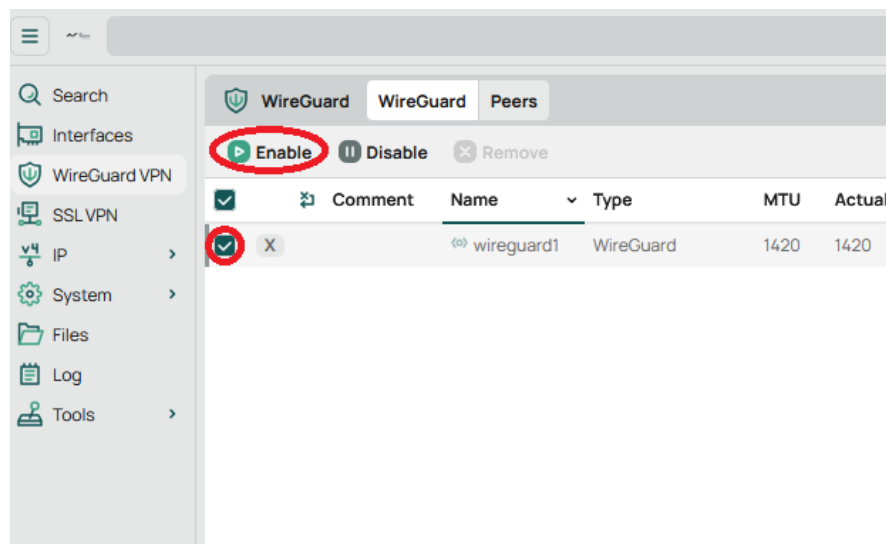 Search
Interfaces
WireGuard VPN
SSL VPN
v4 IP
System
Files
Log
Tools
WireGuard WireGuard Peers
Enable Disable Remove
Comment Name Type MTU Actual
X wireguard1 WireGuard 1420 1420